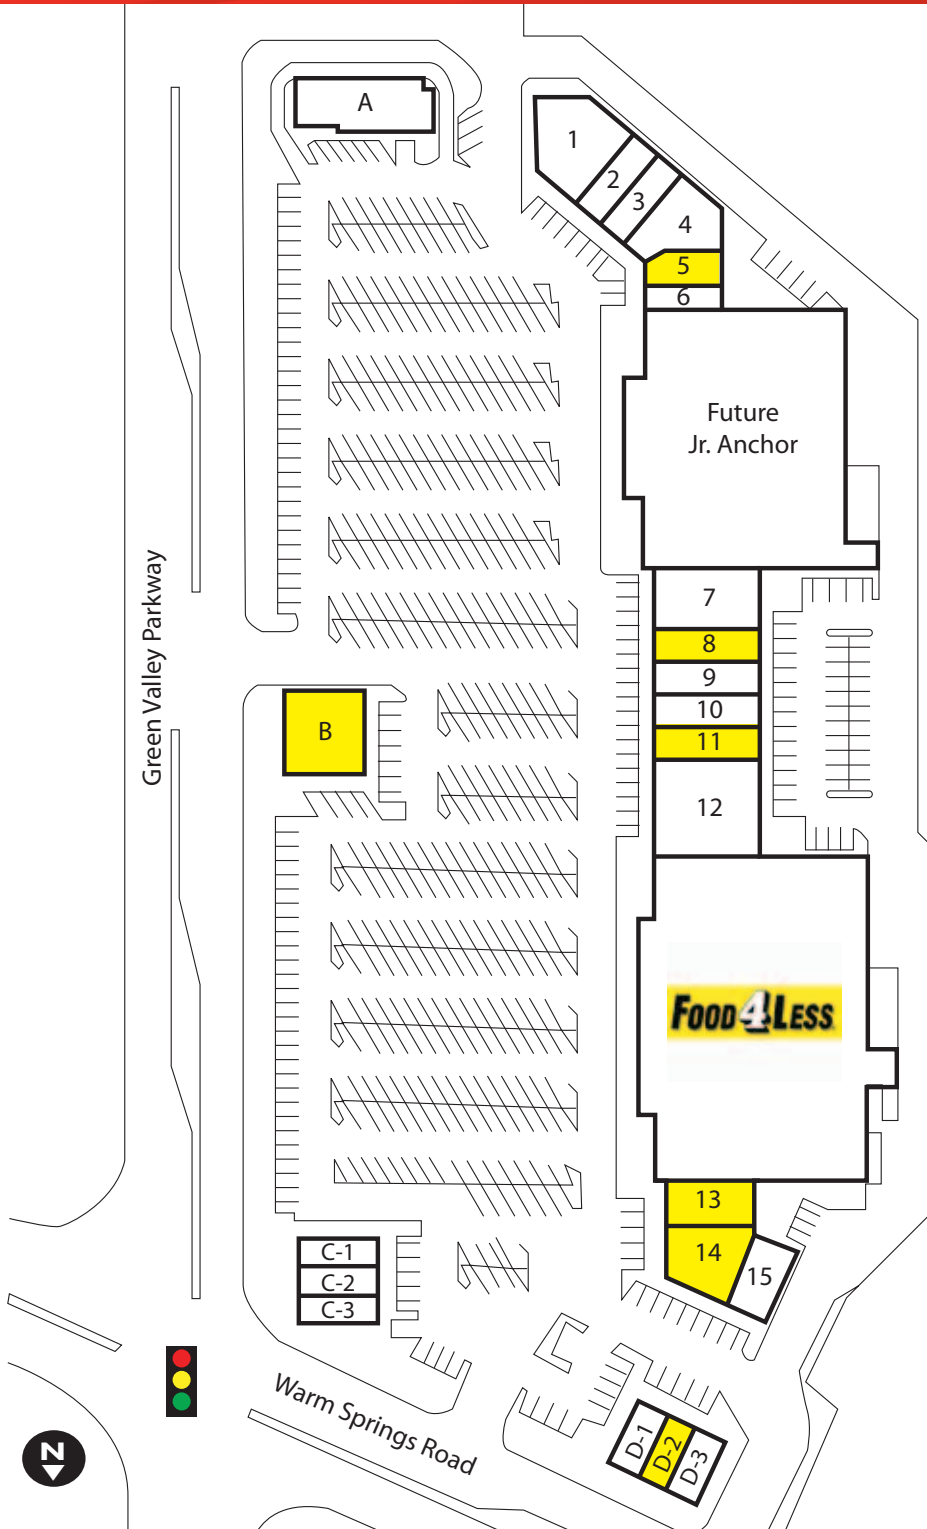 A
1
2
3
4
5
6
Future
Jr. Anchor
7
8
9
10
11
12
B
Green Valley Parkway
FOOD 4 LESS
13
14
15
C-1
C-2
C-3
Warm Springs Road
D-1
D-2
D-3
N